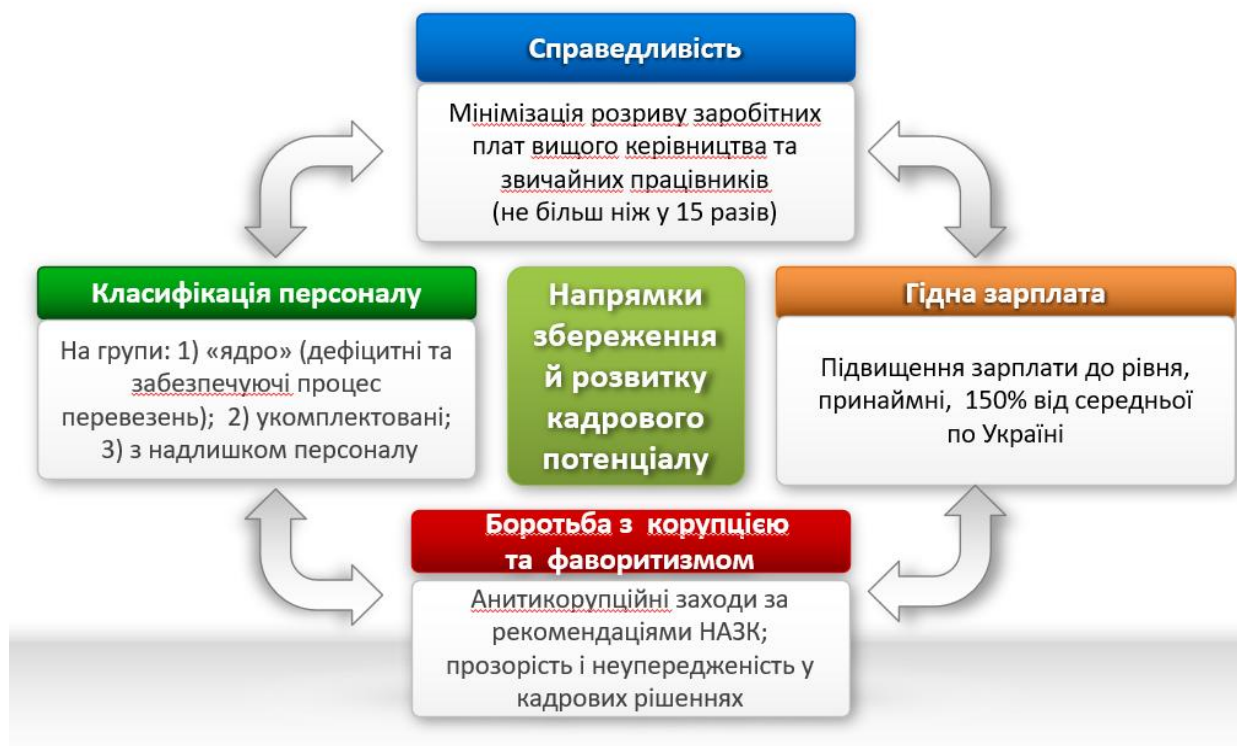 Справедливість
Мінімізація розриву заробітних
плат вищого керівництва та
звичайних працівників
(не більш ніж у 15 разів)
Класифікація персоналу
На групи: 1) «ядро» (дефіцитні та
забезпечуючі процес
перевезень); 2) укомплектовані;
3) з надлишком персоналу
Напрямки
збереження
й розвитку
кадрового
потенціалу
Гідна зарплата
Підвищення зарплати до рівня,
принаймні, 150% від середньої
по Україні
Боротьба з корупцією
та фаворитизмом
Анитикорупційні заходи за
рекомендаціями НАЗК;
прозорість і неупередженість у
кадрових рішеннях